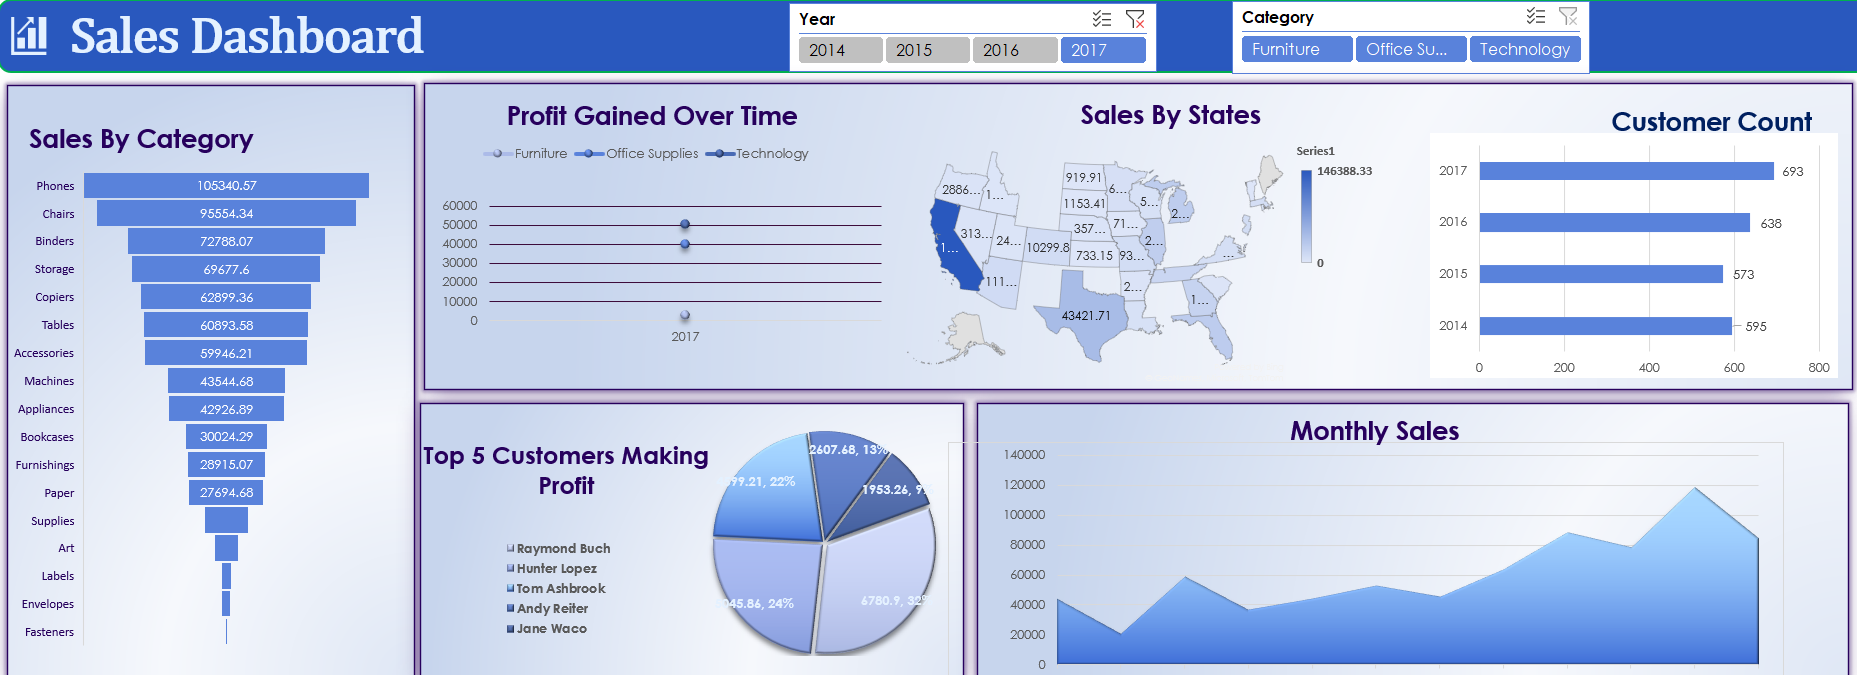 Sales Dashboard
Year
2014 2015 2016 2017
Category
Furniture Office Su... Technology
Sales By Category
Phones 105340.57
Chairs 95554.34
Binders 72788.07
Storage 69677.6
Copiers 62899.36
Tables 60893.58
Accessories 59946.21
Machines 43544.68
Appliances 42926.89
Bookcases 30024.29
Furnishings 28915.07
Paper 27694.68
Supplies
Art
Labels
Envelopes
Fasteners
Profit Gained Over Time
Furniture Office Supplies Technology
60000
50000
40000
30000
20000
10000
0
2017
Sales By States
Series1
146388.33
0
919.91
2886... 1... 6...
1153.41 5... 2...
313... 357... 71...
1... 24... 10299.8 733.15 93... 2... ...
111... 2... 1...
43421.71
Customer Count
2017 693
2016 638
2015 573
2014 595
0 200 400 600 800
Top 5 Customers Making
Profit
Raymond Buch
Hunter Lopez
Tom Ashbrook
Andy Reiter
Jane Waco
2607.68, 13%
99.21, 22%
1953.26, 9
045.86, 24%
6780.9, 32%
Monthly Sales
140000
120000
100000
80000
60000
40000
20000
0